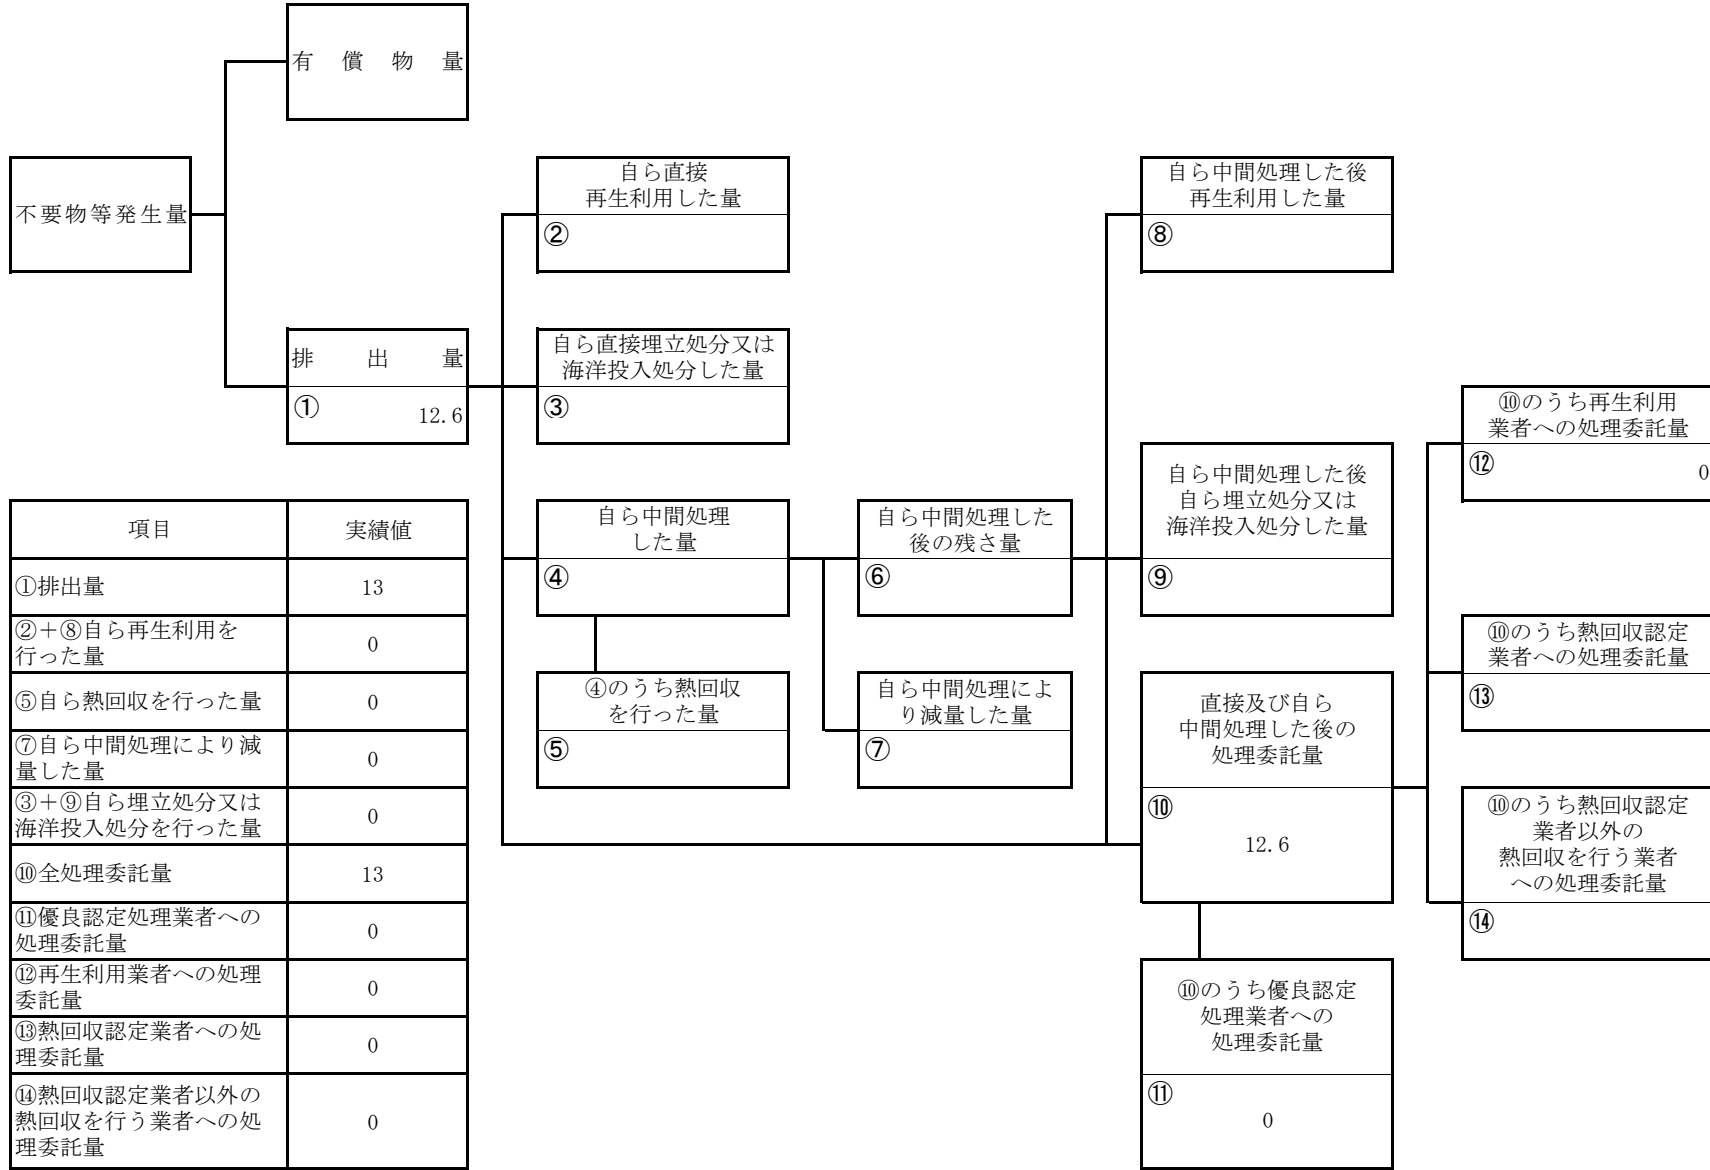 有償物量
不要物等発生量
排出量
①
12.6
自ら直接
再生利用した量
②
自ら直接埋立処分又は
海洋投入処分した量
③
自ら中間処理
した量
④
④のうち熱回収
を行った量
⑤
自ら中間処理した
後の残さ量
⑥
自ら中間処理によ
り減量した量
⑦
自ら中間処理した後
再生利用した量
⑧
自ら中間処理した後
自ら埋立処分又は
海洋投入処分した量
⑨
直接及び自ら
中間処理した後の
処理委託量
⑩
12.6
⑩のうち優良認定
処理業者への
処理委託量
⑪
0
⑩のうち再生利用
業者への処理委託量
⑫
0
⑩のうち熱回収認定
業者への処理委託量
⑬
⑩のうち熱回収認定
業者以外の
熱回収を行う業者
への処理委託量
⑭
項目 実績値
①排出量 13
②+⑧自ら再生利用を
行った量 0
⑤自ら熱回収を行った量 0
⑦自ら中間処理により減
量した量 0
③+⑨自ら埋立処分又は
海洋投入処分を行った量 0
⑩全処理委託量 13
⑪優良認定処理業者への
処理委託量 0
⑫再生利用業者への処理
委託量 0
⑬熱回収認定業者への処
理委託量 0
⑭熱回収認定業者以外の
熱回収を行う業者への処
理委託量 0